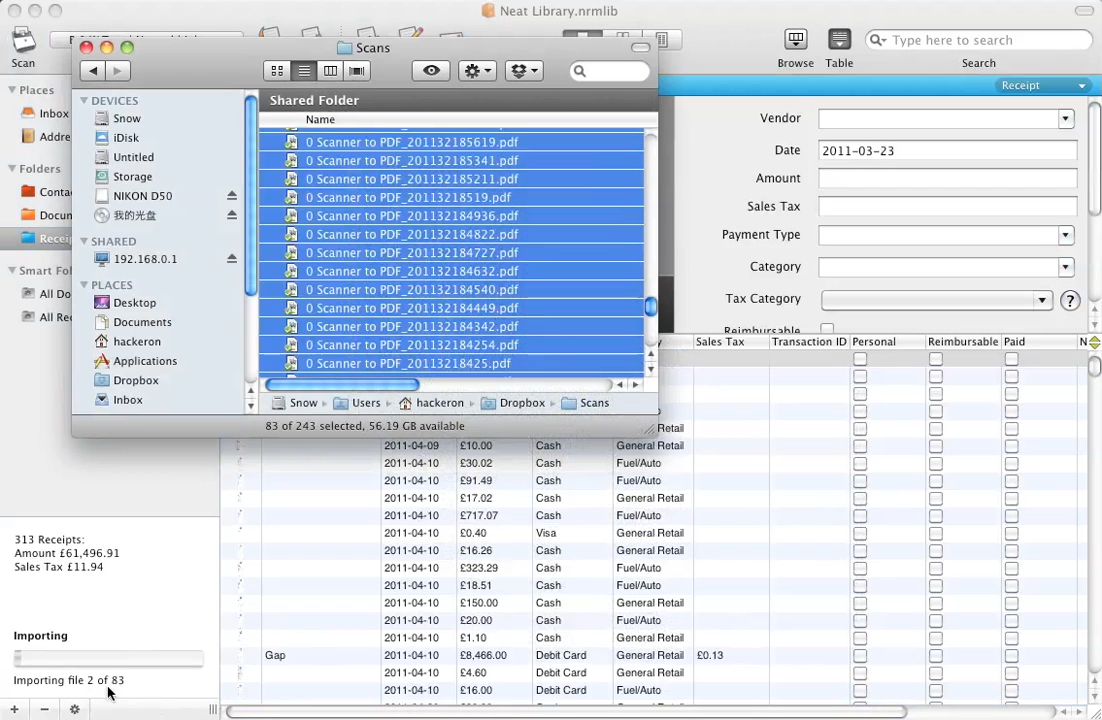 Neat Library.nrmlib
Scan
Type here to search
Browse
Table
Search
Places
Inbox
Addre
Folders
Conta
Docum
Receip
Smart Fol
All Do
All Re
Scans
DEVICES
Snow
iDisk
Untitled
Storage
NIKON D50
我的光盘
SHARED
192.168.0.1
PLACES
Desktop
Documents
hackeron
Applications
Dropbox
Inbox
Shared Folder
Name
0 Scanner to PDF_201132185619.pdf
0 Scanner to PDF_201132185341.pdf
0 Scanner to PDF_201132185211.pdf
0 Scanner to PDF_20113218519.pdf
0 Scanner to PDF_201132184936.pdf
0 Scanner to PDF_201132184822.pdf
0 Scanner to PDF_201132184727.pdf
0 Scanner to PDF_201132184632.pdf
0 Scanner to PDF_201132184540.pdf
0 Scanner to PDF_201132184449.pdf
0 Scanner to PDF_201132184342.pdf
0 Scanner to PDF_201132184254.pdf
0 Scanner to PDF_20113218425.pdf
Snow Users hackeron Dropbox Scans
83 of 243 selected, 56.19 GB available
Receipt
Vendor
Date 2011-03-23
Amount
Sales Tax
Payment Type
Category
Tax Category ?
Reimbursable
Sales Tax Transaction ID Personal Reimbursable Paid N
Retail
2011-04-09 £10.00 Cash General Retail
2011-04-10 £30.02 Cash Fuel/Auto
2011-04-10 £91.49 Cash Fuel/Auto
2011-04-10 £17.02 Cash General Retail
2011-04-10 £717.07 Cash Fuel/Auto
2011-04-10 £0.40 Visa General Retail
2011-04-10 £16.26 Cash General Retail
2011-04-10 £323.29 Cash Fuel/Auto
2011-04-10 £18.51 Cash General Retail
2011-04-10 £150.00 Cash General Retail
2011-04-10 £20.00 Cash Fuel/Auto
2011-04-10 £1.10 Cash General Retail
Gap 2011-04-10 £8,466.00 Debit Card General Retail £0.13
2011-04-10 £4.60 Debit Card General Retail
2011-04-10 £16.00 Debit Card Fuel/Auto
313 Receipts:
Amount £61,496.91
Sales Tax £11.94
Importing
Importing file 2 of 83